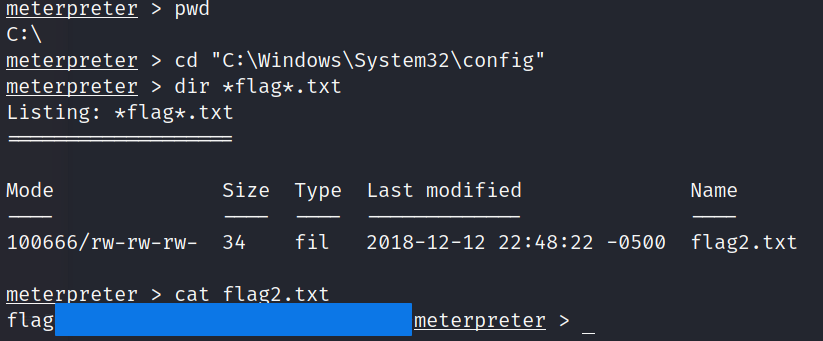 meterpreter > pwd
C:\
meterpreter > cd "C:\Windows\System32\config"
meterpreter > dir *flag*.txt
Listing: *flag*.txt
===================
Mode Size Type Last modified Name
---- ---- ---- ------------- ----
100666/rw-rw-rw- 34 fil 2018-12-12 22:48:22 -0500 flag2.txt
meterpreter > cat flag2.txt
flag meterpreter > _